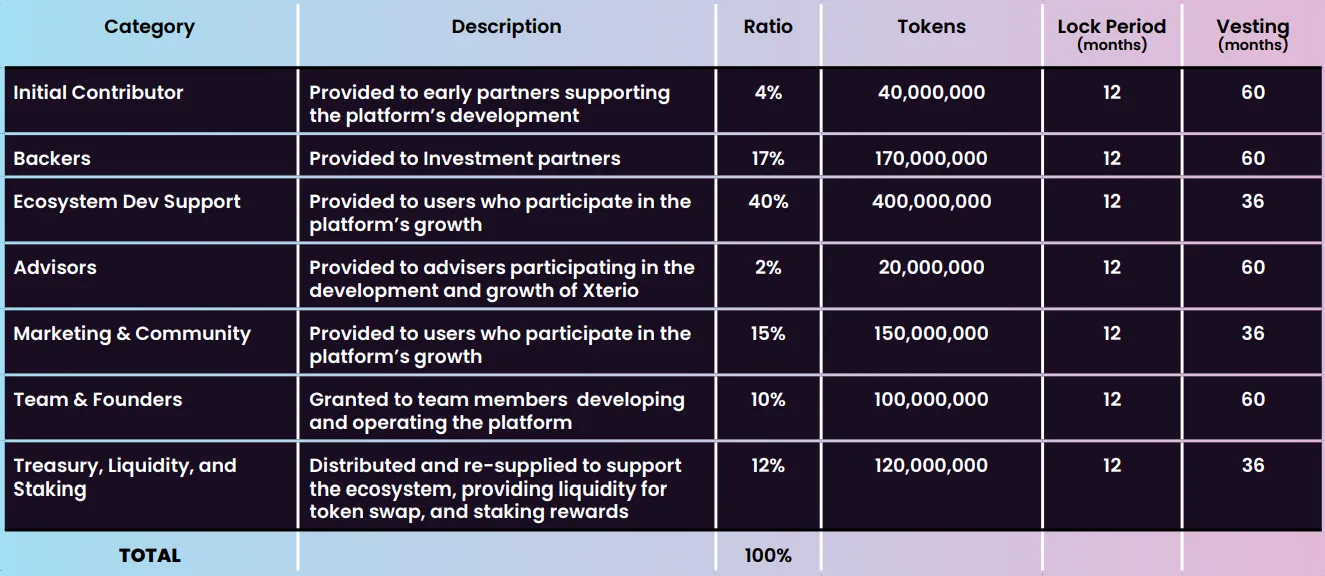 Category Description Ratio Tokens Lock Period Vesting
(months) (months)
Initial Contributor Provided to early partners supporting 4% 40,000,000 12 60
the platform’s development
Backers Provided to Investment partners 17% 170,000,000 12 60
Ecosystem Dev Support Provided to users who participate in the 40% 400,000,000 12 36
platform’s growth
Advisors Provided to advisers participating in the 2% 20,000,000 12 60
development and growth of Xterio
Marketing & Community Provided to users who participate in the 15% 150,000,000 12 36
platform’s growth
Team & Founders Granted to team members developing 10% 100,000,000 12 60
and operating the platform
Treasury, Liquidity, and Distributed and re-supplied to support 12% 120,000,000 12 36
Staking the ecosystem, providing liquidity for
token swap, and staking rewards
TOTAL 100%